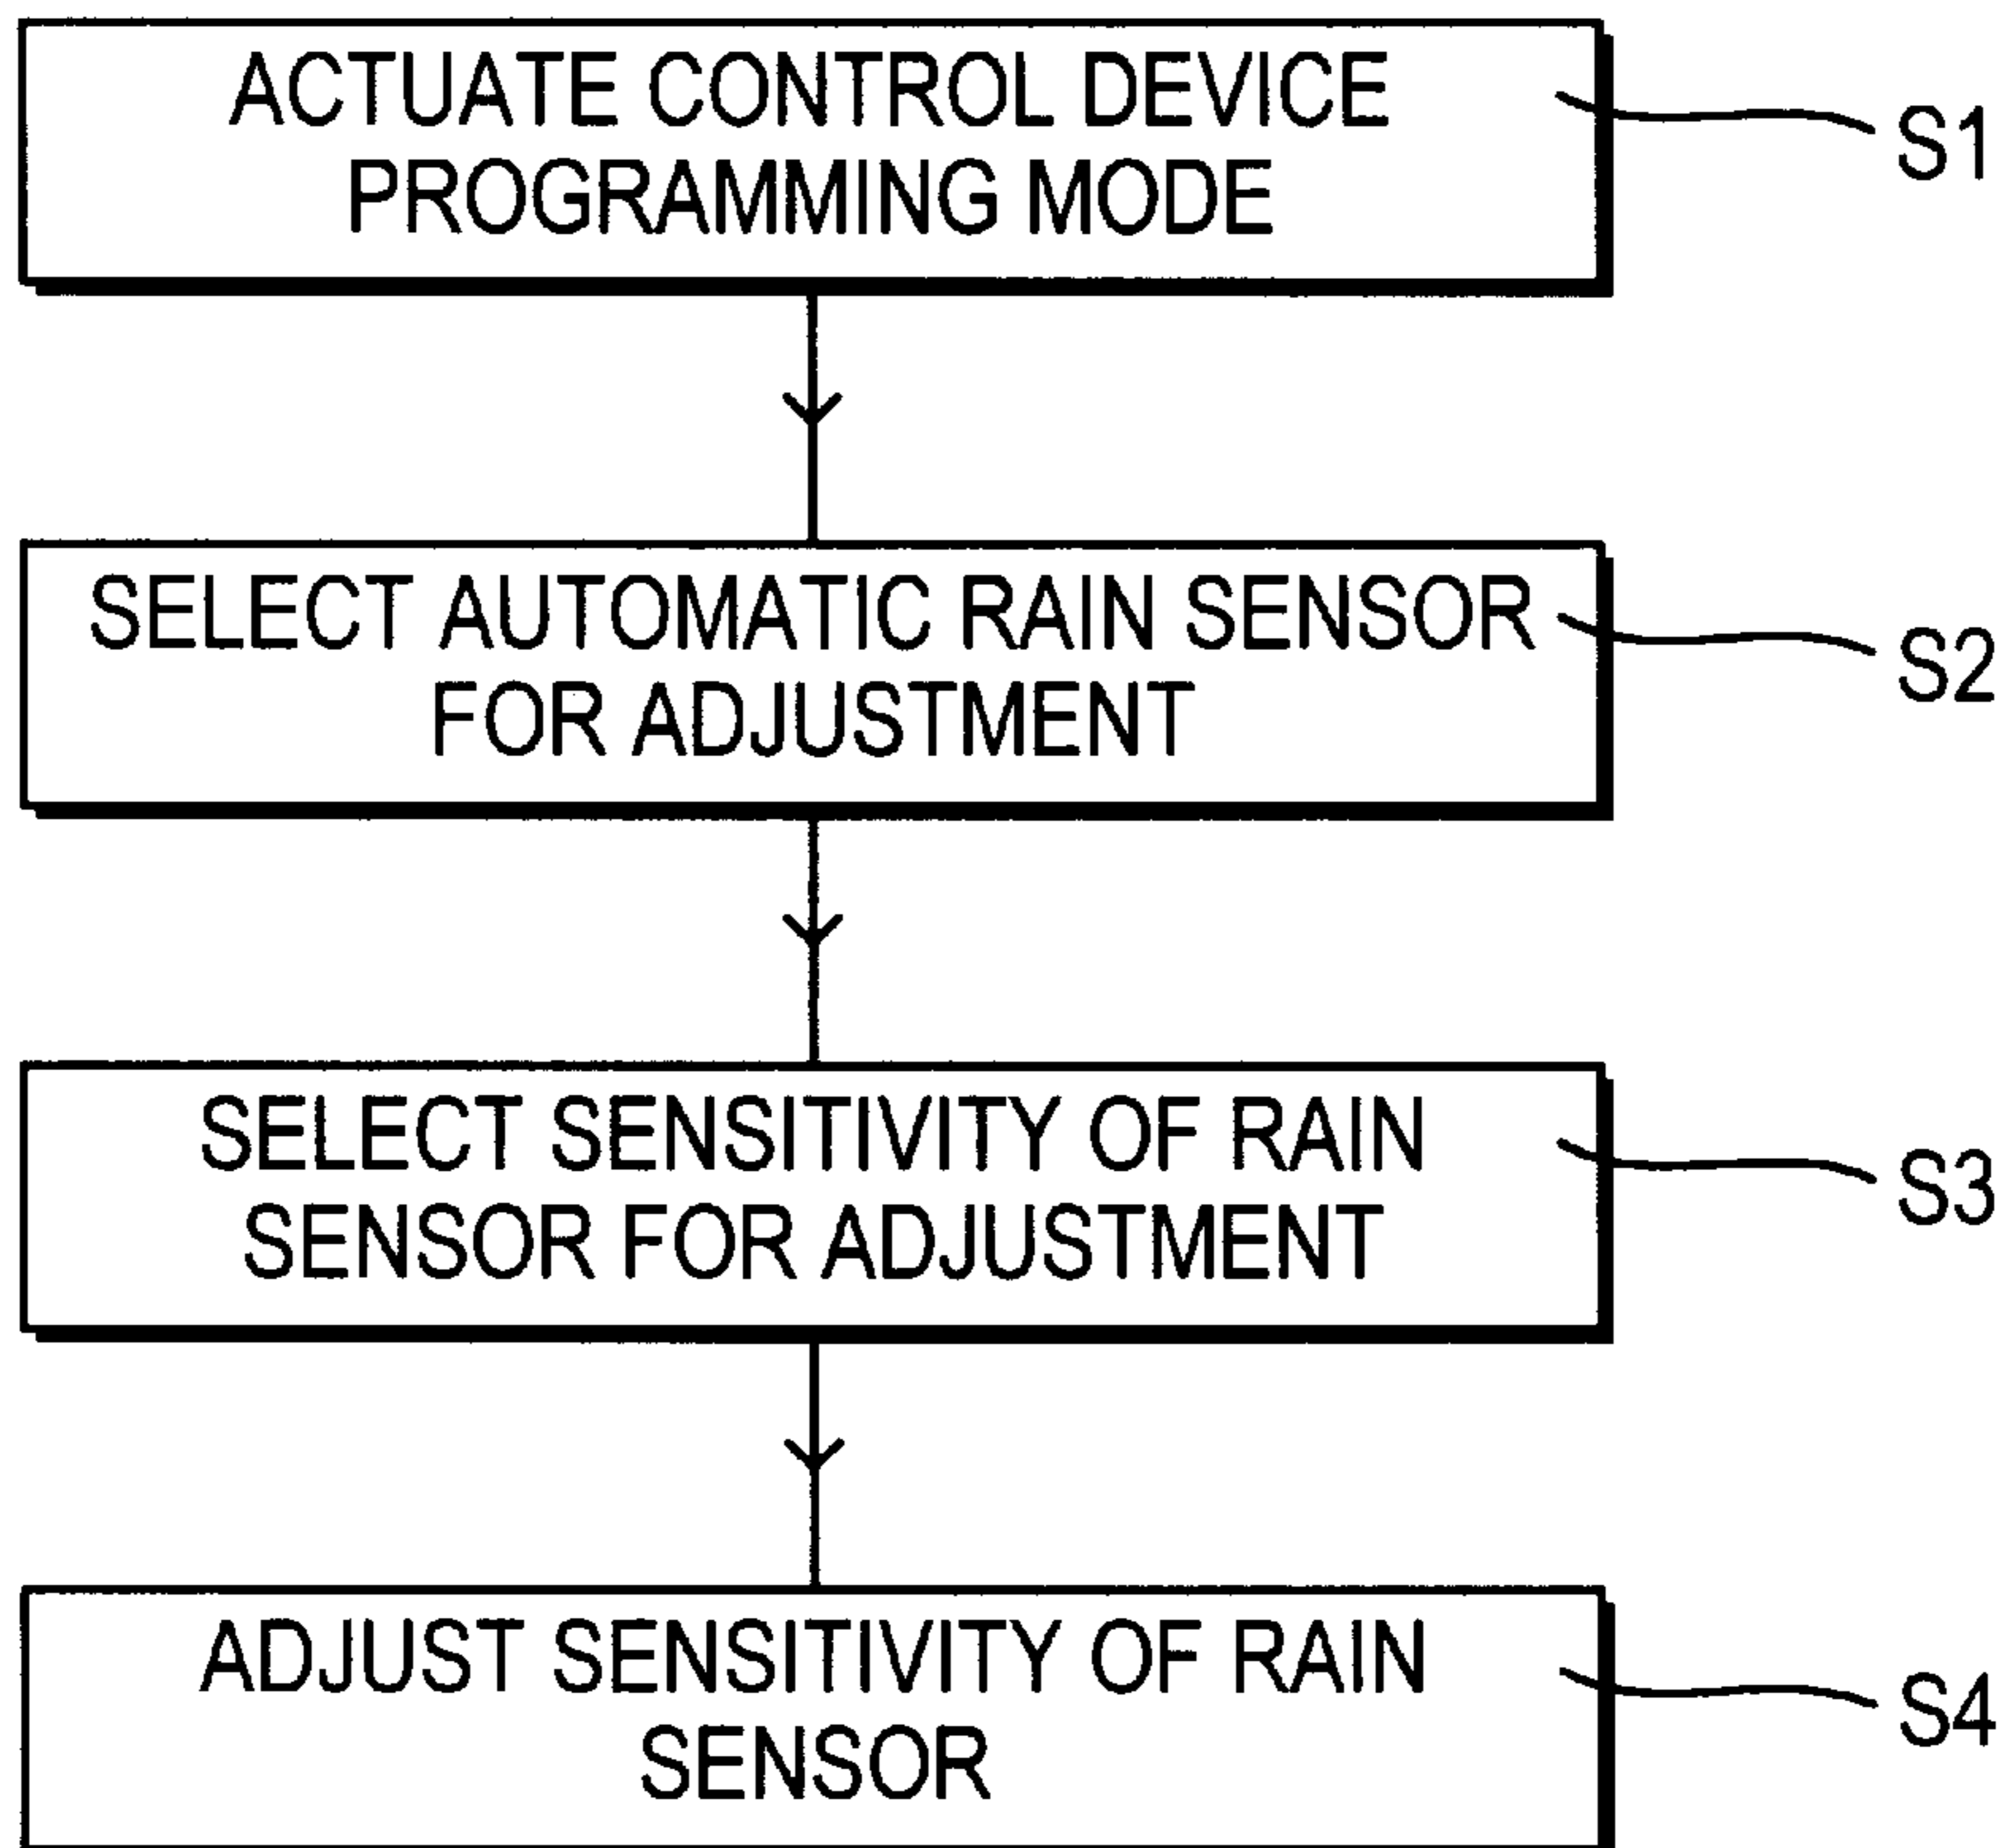 ACTUATE CONTROL DEVICE
PROGRAMMING MODE
S1
SELECT AUTOMATIC RAIN SENSOR
FOR ADJUSTMENT
S2
SELECT SENSITIVITY OF RAIN
SENSOR FOR ADJUSTMENT
S3
ADJUST SENSITIVITY OF RAIN
SENSOR
S4